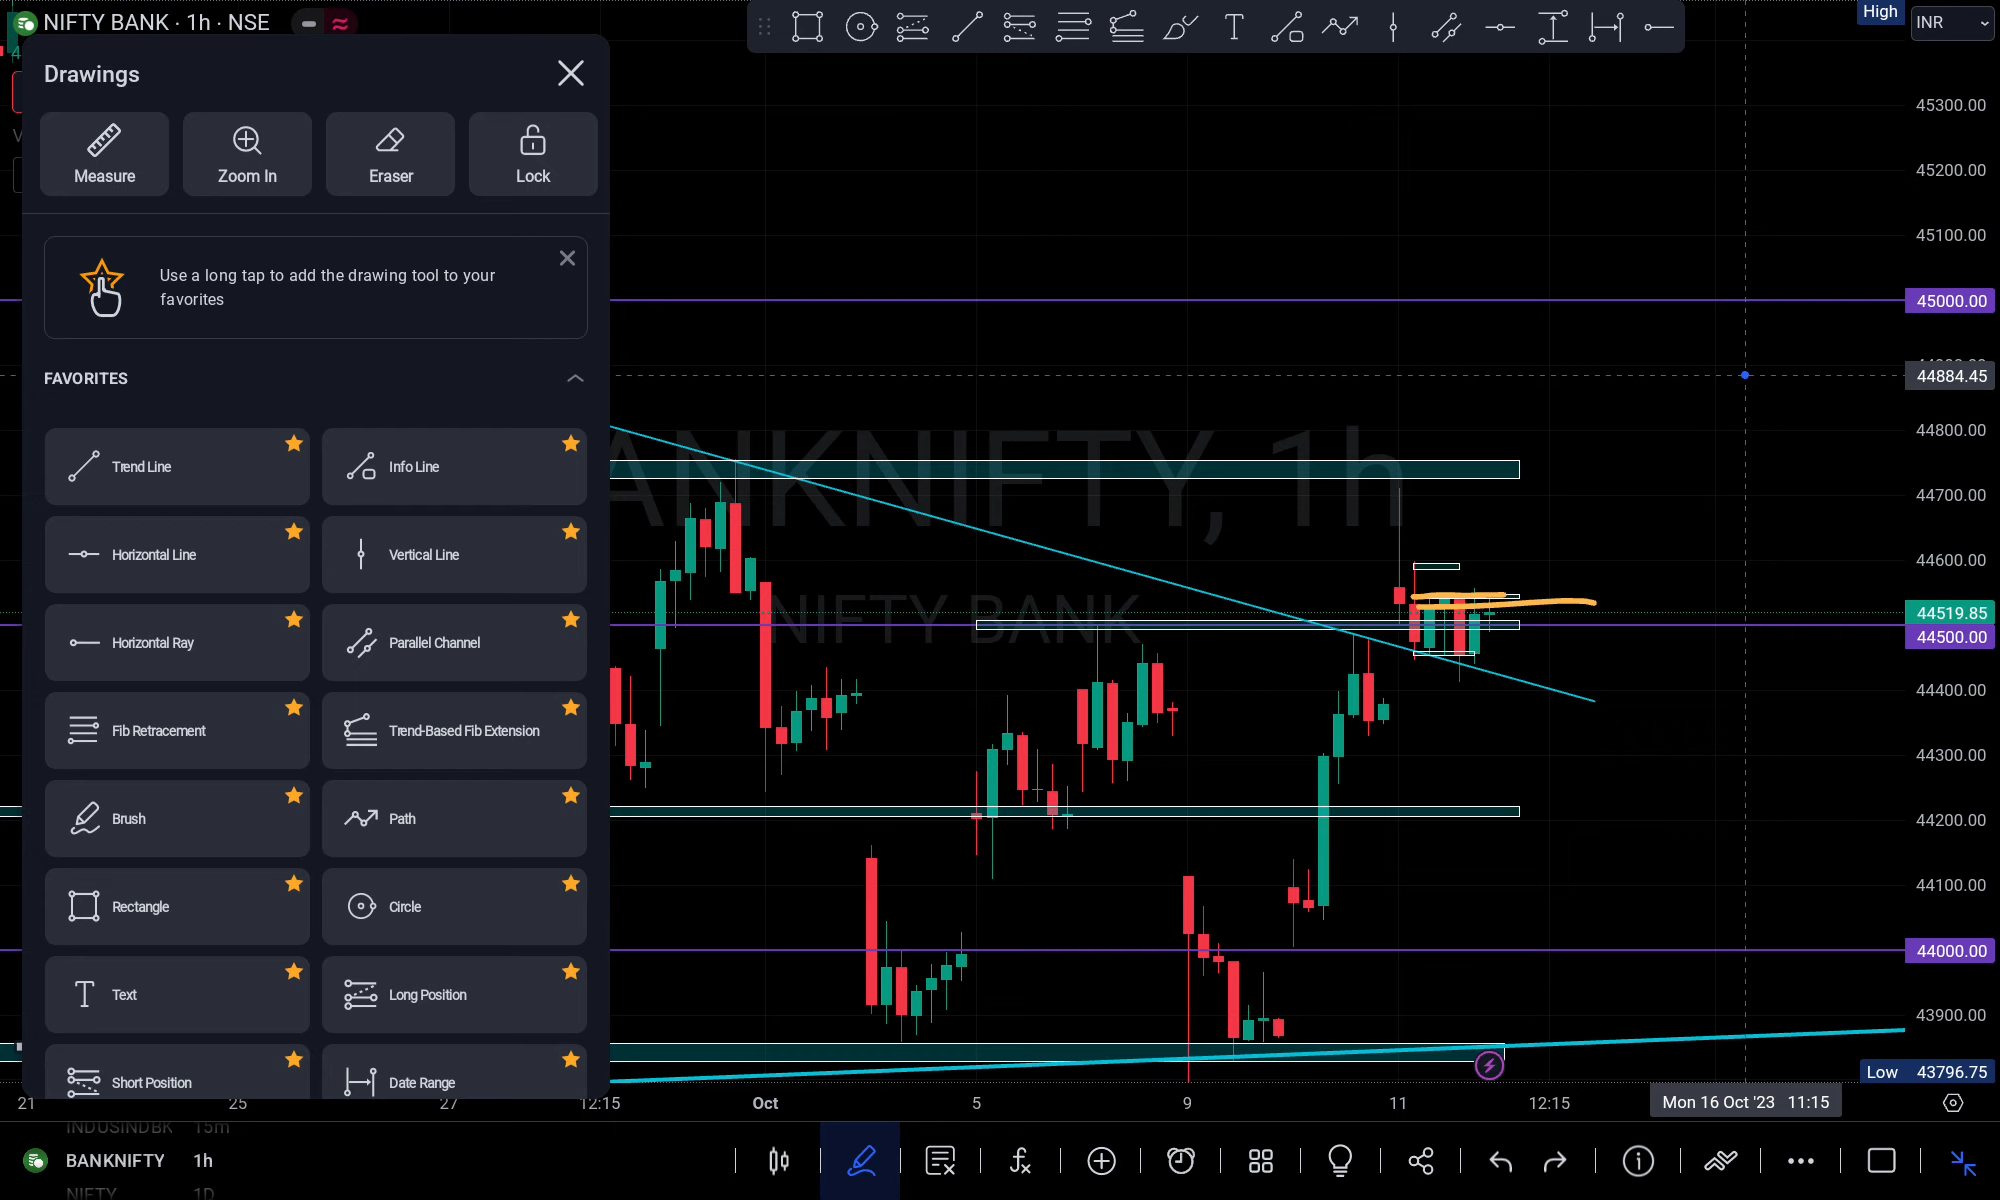 NIFTY BANK · 1h · NSE
High
INR
Drawings
Measure
Zoom In
Eraser
Lock
Use a long tap to add the drawing tool to your
favorites
FAVORITES
Trend Line
Info Line
Horizontal Line
Vertical Line
Horizontal Ray
Parallel Channel
Fib Retracement
Trend-Based Fib Extension
Brush
Path
Rectangle
Circle
Text
Long Position
Short Position
Date Range
BANKNIFTY, 1h
NIFTY BANK
45300.00
45200.00
45100.00
45000.00
44884.45
44800.00
44700.00
44600.00
44519.85
44500.00
44400.00
44300.00
44200.00
44100.00
44000.00
43900.00
Low 43796.75
21
25
27
12:15
Oct
5
9
11
12:15
Mon 16 Oct '23 11:15
INDUSINDBK 15m
BANKNIFTY 1h
NIFTY 1D